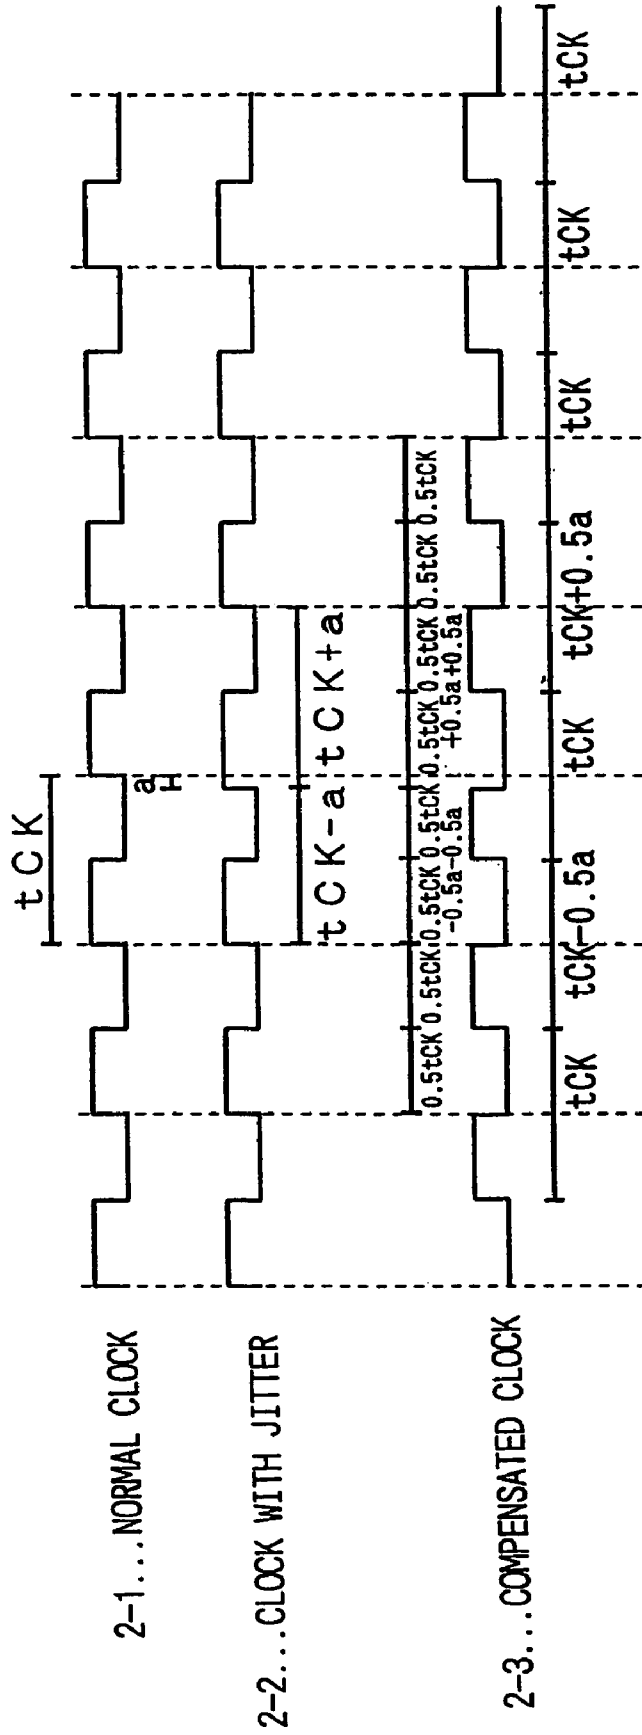 2-1...NORMAL CLOCK
tCK
a
2-2...CLOCK WITH JITTER
tCK-a tCK+a
0.5tCK 0.5tCK 0.5tCK 0.5tCK 0.5tCK 0.5tCK 0.5tCK 0.5tCK
-0.5a -0.5a +0.5a +0.5a
2-3...COMPENSATED CLOCK
tCK tCK-0.5a tCK tCK+0.5a tCK tCK tCK